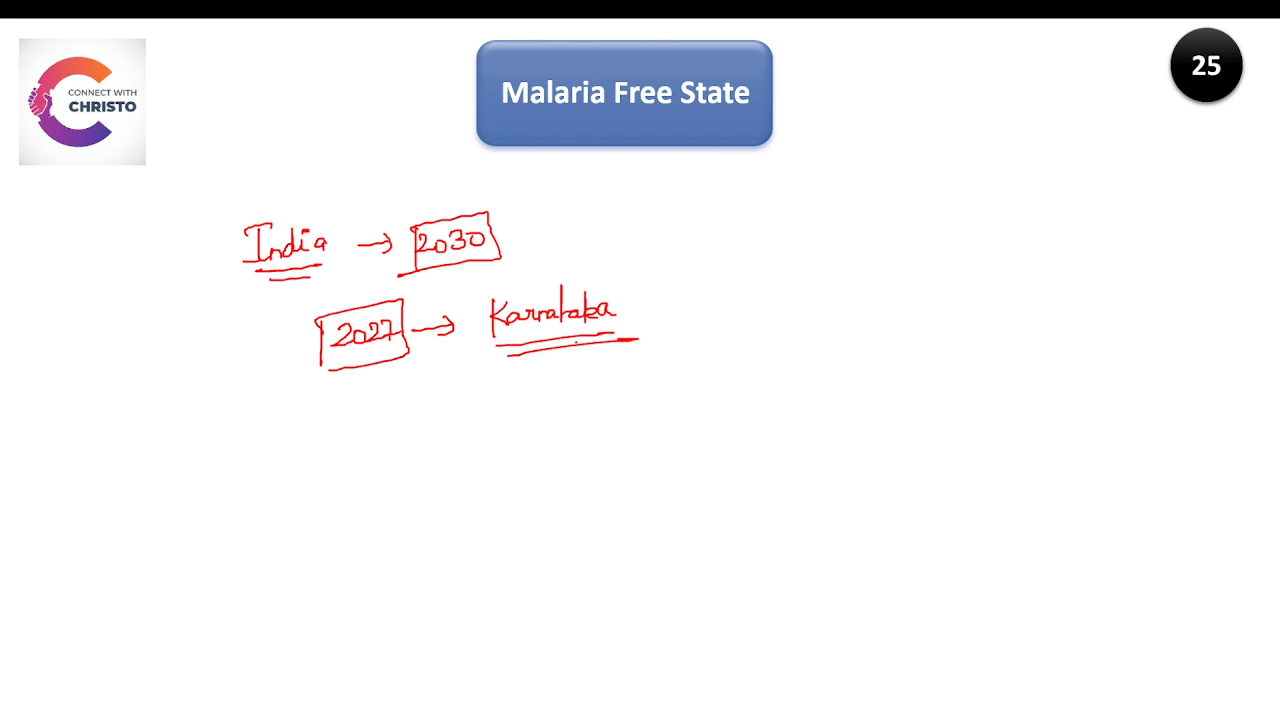 CONNECT WITH
CHRISTO
Malaria Free State
25
India → 2030
2027 → Karnataka